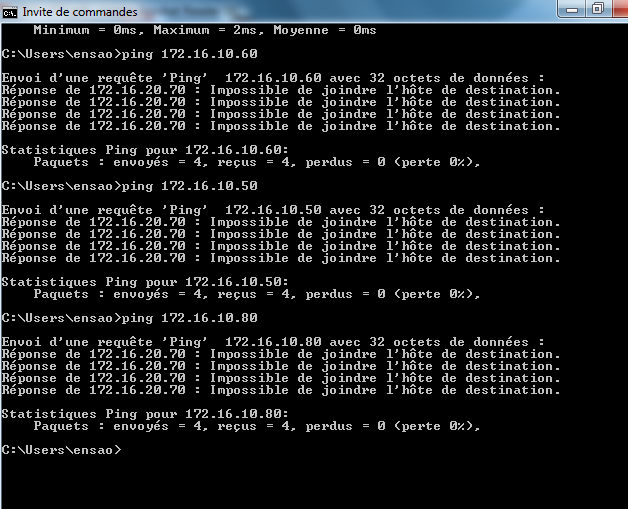 Invite de commandes
Minimum = 0ms, Maximum = 2ms, Moyenne = 0ms
C:\Users\ensao>ping 172.16.10.60
Envoi d'une requête 'Ping'  172.16.10.60 avec 32 octets de données :
Réponse de 172.16.20.70 : Impossible de joindre l'hôte de destination.
Réponse de 172.16.20.70 : Impossible de joindre l'hôte de destination.
Réponse de 172.16.20.70 : Impossible de joindre l'hôte de destination.
Réponse de 172.16.20.70 : Impossible de joindre l'hôte de destination.
Statistiques Ping pour 172.16.10.60:
Paquets : envoyés = 4, reçus = 4, perdus = 0 (perte 0%),
C:\Users\ensao>ping 172.16.10.50
Envoi d'une requête 'Ping'  172.16.10.50 avec 32 octets de données :
Réponse de 172.16.20.70 : Impossible de joindre l'hôte de destination.
Réponse de 172.16.20.70 : Impossible de joindre l'hôte de destination.
Réponse de 172.16.20.70 : Impossible de joindre l'hôte de destination.
Réponse de 172.16.20.70 : Impossible de joindre l'hôte de destination.
Statistiques Ping pour 172.16.10.50:
Paquets : envoyés = 4, reçus = 4, perdus = 0 (perte 0%),
C:\Users\ensao>ping 172.16.10.80
Envoi d'une requête 'Ping'  172.16.10.80 avec 32 octets de données :
Réponse de 172.16.20.70 : Impossible de joindre l'hôte de destination.
Réponse de 172.16.20.70 : Impossible de joindre l'hôte de destination.
Réponse de 172.16.20.70 : Impossible de joindre l'hôte de destination.
Réponse de 172.16.20.70 : Impossible de joindre l'hôte de destination.
Statistiques Ping pour 172.16.10.80:
Paquets : envoyés = 4, reçus = 4, perdus = 0 (perte 0%),
C:\Users\ensao>